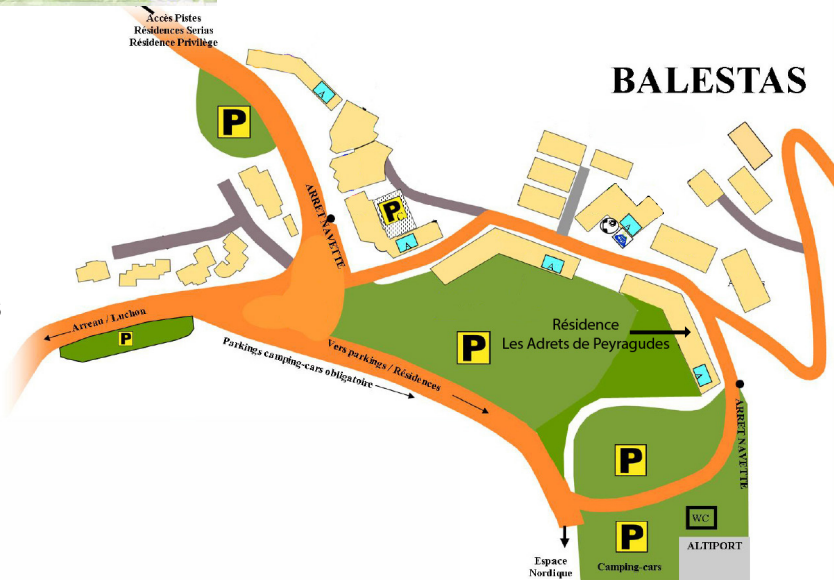 Accès Pistes
Résidences Serias
Résidence Privilège
BALESTAS
P
A
ARRET NAVETTE
P
A
A
A
Arreau / Luchon
P
Parkings camping-cars obligatoire
Vers parkings / Résidences
P
Résidence
Les Adrets de Peyragudes
A
ARRET NAVETTE
P
P
WC
ALTIPORT
Camping-cars
Espace
Nordique